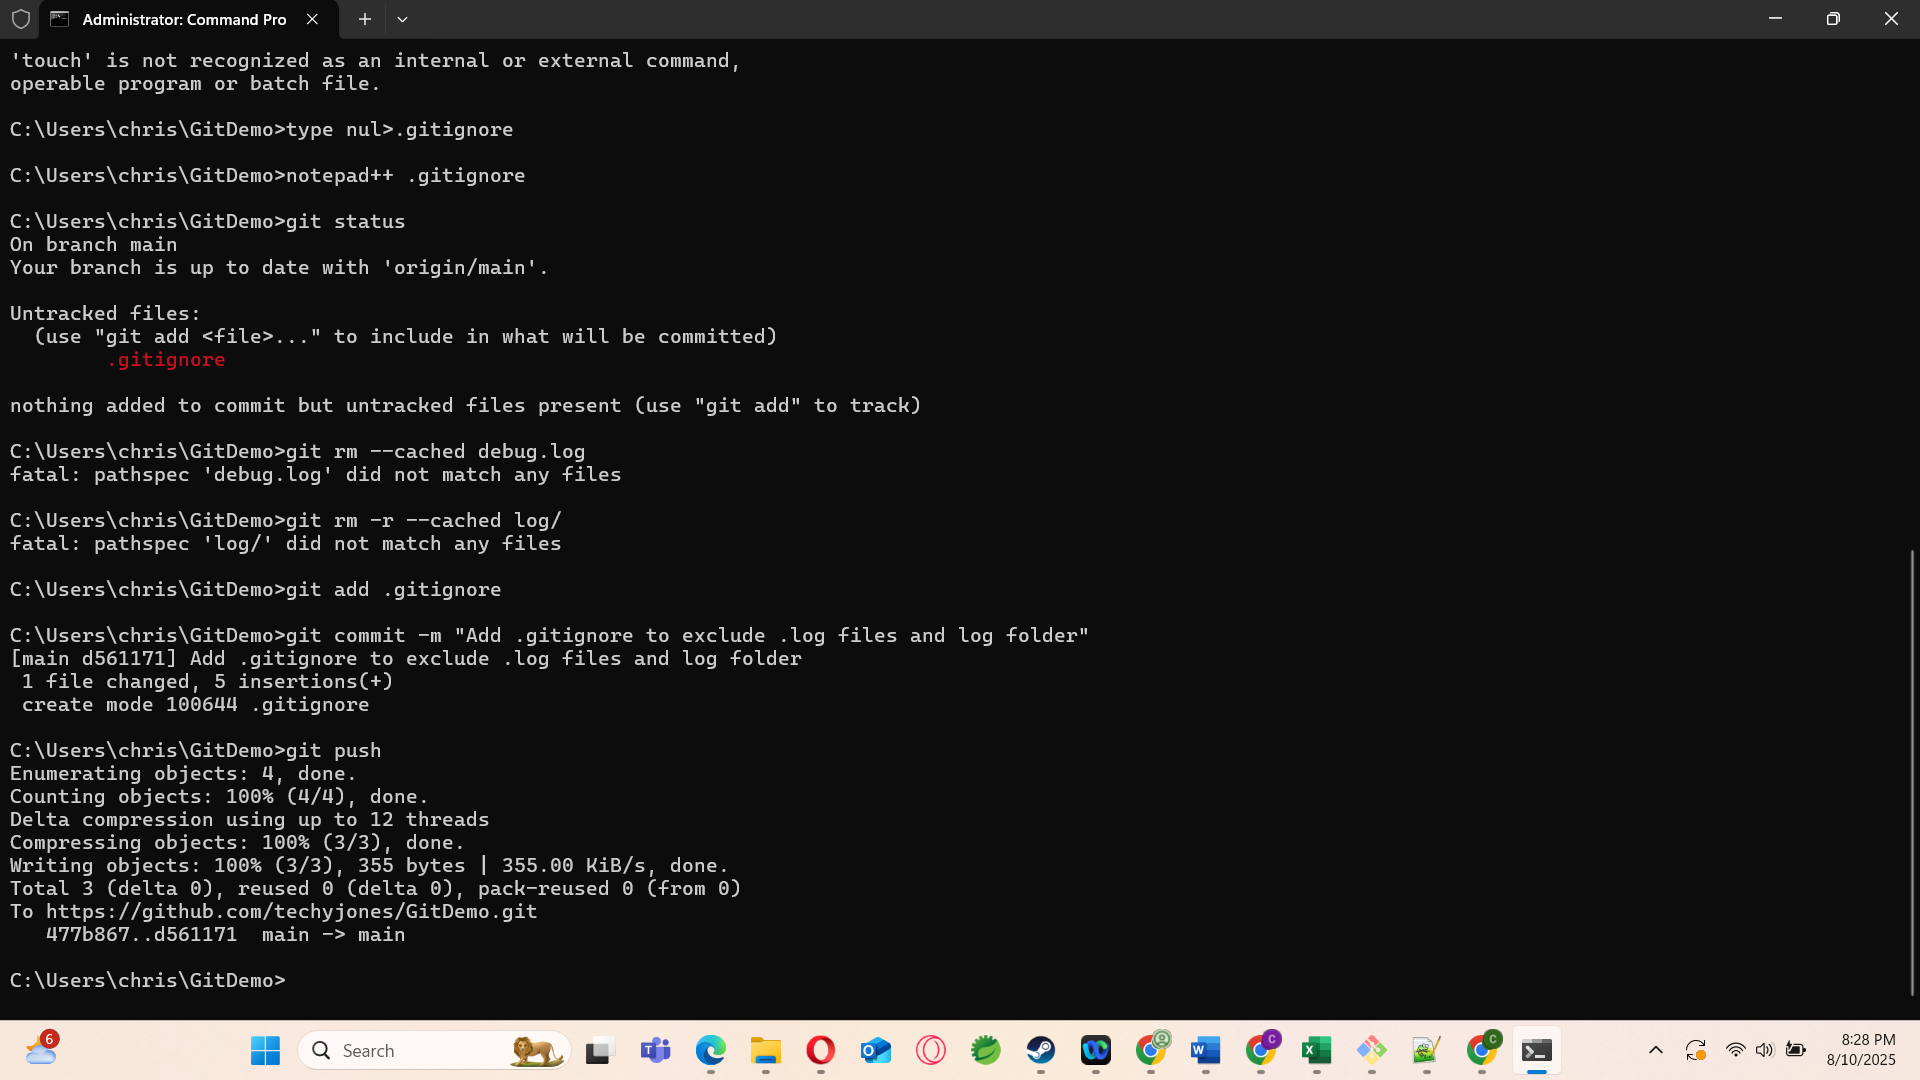 Administrator: Command Pro
'touch' is not recognized as an internal or external command,
operable program or batch file.
C:\Users\chris\GitDemo>type nul>.gitignore
C:\Users\chris\GitDemo>notepad++ .gitignore
C:\Users\chris\GitDemo>git status
On branch main
Your branch is up to date with 'origin/main'.
Untracked files:
  (use "git add <file>..." to include in what will be committed)
        .gitignore
nothing added to commit but untracked files present (use "git add" to track)
C:\Users\chris\GitDemo>git rm --cached debug.log
fatal: pathspec 'debug.log' did not match any files
C:\Users\chris\GitDemo>git rm -r --cached log/
fatal: pathspec 'log/' did not match any files
C:\Users\chris\GitDemo>git add .gitignore
C:\Users\chris\GitDemo>git commit -m "Add .gitignore to exclude .log files and log folder"
[main d561171] Add .gitignore to exclude .log files and log folder
 1 file changed, 5 insertions(+)
 create mode 100644 .gitignore
C:\Users\chris\GitDemo>git push
Enumerating objects: 4, done.
Counting objects: 100% (4/4), done.
Delta compression using up to 12 threads
Compressing objects: 100% (3/3), done.
Writing objects: 100% (3/3), 355 bytes | 355.00 KiB/s, done.
Total 3 (delta 0), reused 0 (delta 0), pack-reused 0 (from 0)
To https://github.com/techyjones/GitDemo.git
   477b867..d561171  main -> main
C:\Users\chris\GitDemo>
6
Search
C
C
8:28 PM
8/10/2025